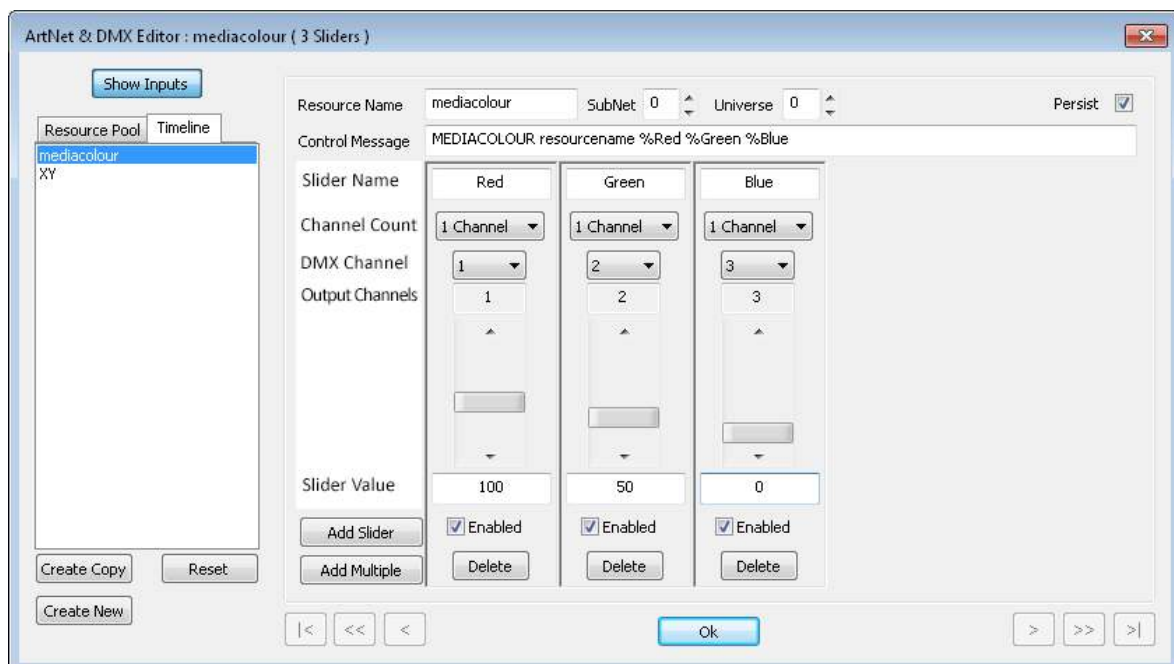 ArtNet & DMX Editor : mediacolour ( 3 Sliders )
Show Inputs
Resource Pool Timeline
mediacolour
XY
Create Copy Reset
Create New
Resource Name mediacolour SubNet 0 Universe 0 Persist
Control Message MEDIACOLOUR resourcename %Red %Green %Blue
Slider Name Red Green Blue
Channel Count 1 Channel 1 Channel 1 Channel
DMX Channel 1 2 3
Output Channels 1 2 3
Slider Value 100 50 0
Add Slider Enabled Enabled Enabled
Add Multiple Delete Delete Delete
|< << < Ok > >> >|